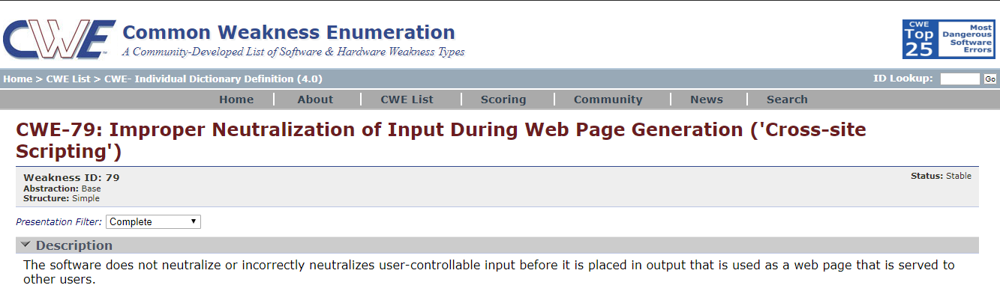 CWE™
Common Weakness Enumeration
A Community-Developed List of Software & Hardware Weakness Types
CWE
Top
25
Most
Dangerous
Software
Errors
Home > CWE List > CWE- Individual Dictionary Definition (4.0)
ID Lookup:
Go
Home
About
CWE List
Scoring
Community
News
Search
CWE-79: Improper Neutralization of Input During Web Page Generation ('Cross-site
Scripting')
Weakness ID: 79
Abstraction: Base
Structure: Simple
Status: Stable
Presentation Filter: Complete
Description
The software does not neutralize or incorrectly neutralizes user-controllable input before it is placed in output that is used as a web page that is served to
other users.